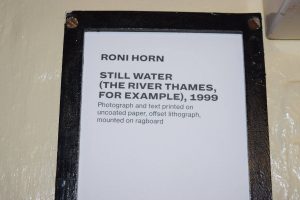 RONI HORN
STILL WATER
(THE RIVER THAMES,
FOR EXAMPLE), 1999
Photograph and text printed on
uncoated paper, offset lithograph,
mounted on ragboard